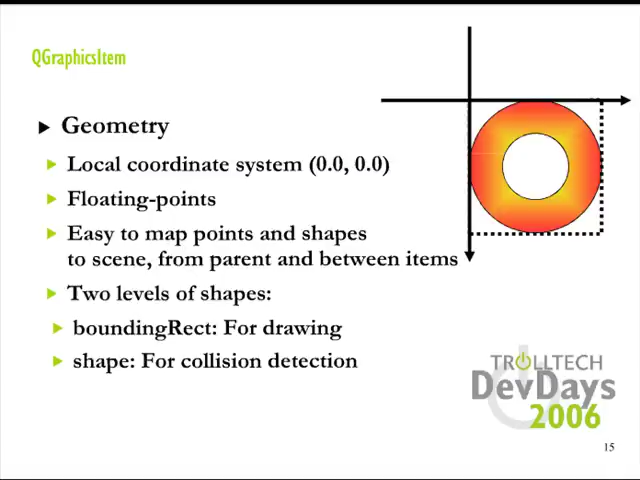 QGraphicsItem
Geometry
Local coordinate system (0.0, 0.0)
Floating-points
Easy to map points and shapes
to scene, from parent and between items
Two levels of shapes:
boundingRect: For drawing
shape: For collision detection
TROLLTECH
DevDays
2006
15